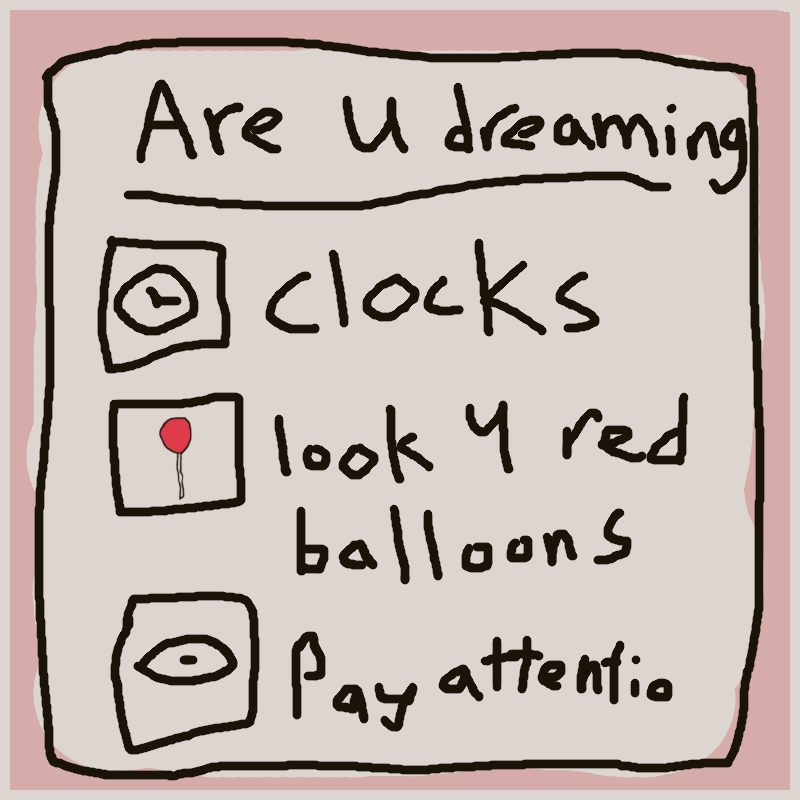 Are U dreaming
clocks
look 4 red
balloons
Pay attentio